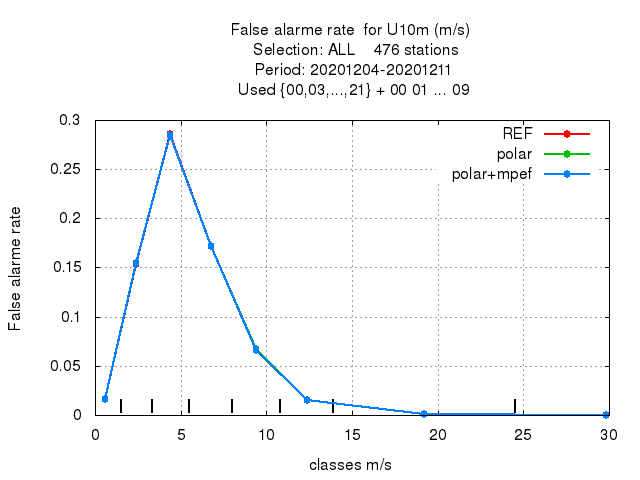 False alarme rate  for U10m (m/s)
Selection: ALL    476 stations
Period: 20201204-20201211
Used {00,03,...,21} + 00 01 ... 09
REF
polar
polar+mpef
False alarme rate
0.3
0.25
0.2
0.15
0.1
0.05
0
0 5 10 15 20 25 30
classes m/s